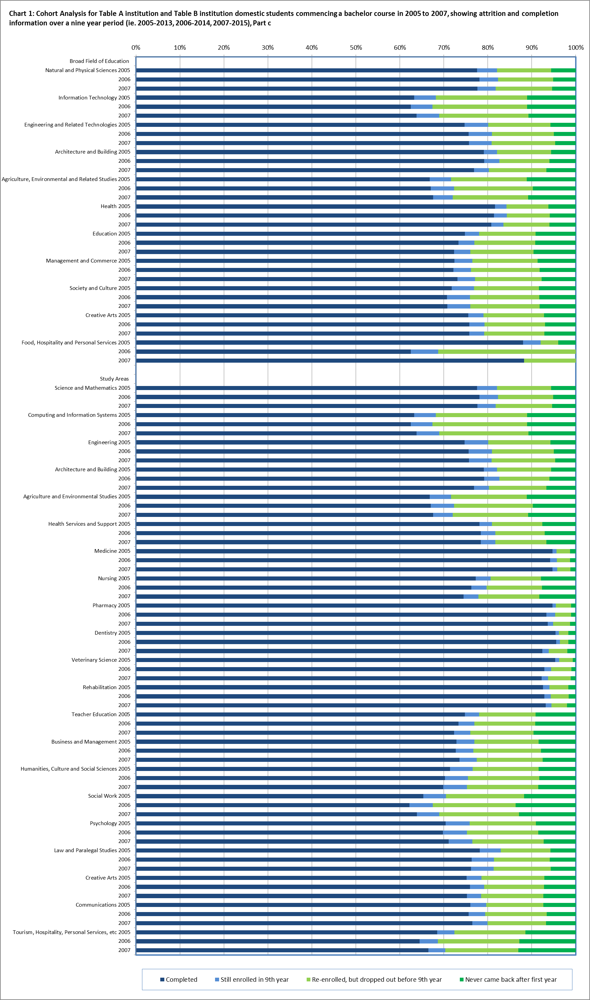 Chart 1: Cohort Analysis for Table A institution and Table B institution domestic students commencing a bachelor course in 2005 to 2007, showing attrition and completion
information over a nine year period (ie. 2005-2013, 2006-2014, 2007-2015), Part c
0% 10% 20% 30% 40% 50% 60% 70% 80% 90% 100%
Broad Field of Education
Natural and Physical Sciences 2005
2006
2007
Information Technology 2005
2006
2007
Engineering and Related Technologies 2005
2006
2007
Architecture and Building 2005
2006
2007
Agriculture, Environmental and Related Studies 2005
2006
2007
Health 2005
2006
2007
Education 2005
2006
2007
Management and Commerce 2005
2006
2007
Society and Culture 2005
2006
2007
Creative Arts 2005
2006
2007
Food, Hospitality and Personal Services 2005
2006
2007
Study Areas
Science and Mathematics 2005
2006
2007
Computing and Information Systems 2005
2006
2007
Engineering 2005
2006
2007
Architecture and Building 2005
2006
2007
Agriculture and Environmental Studies 2005
2006
2007
Health Services and Support 2005
2006
2007
Medicine 2005
2006
2007
Nursing 2005
2006
2007
Pharmacy 2005
2006
2007
Dentistry 2005
2006
2007
Veterinary Science 2005
2006
2007
Rehabilitation 2005
2006
2007
Teacher Education 2005
2006
2007
Business and Management 2005
2006
2007
Humanities, Culture and Social Sciences 2005
2006
2007
Social Work 2005
2006
2007
Psychology 2005
2006
2007
Law and Paralegal Studies 2005
2006
2007
Creative Arts 2005
2006
2007
Communications 2005
2006
2007
Tourism, Hospitality, Personal Services, etc 2005
2006
2007
Completed Still enrolled in 9th year Re-enrolled, but dropped out before 9th year Never came back after first year